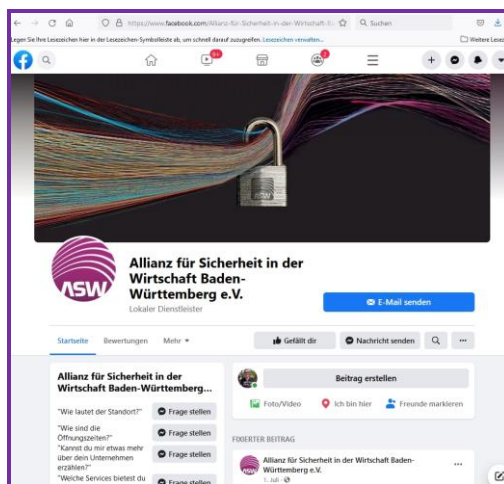 https://www.facebook.com/Allianz-für-Sicherheit-in-der-Wirtschaft-B
Suchen
Legen Sie Ihre Lesezeichen hier in der Lesezeichen-Symbolleiste ab, um schnell darauf zuzugreifen. Lesezeichen verwalten...
Weitere Lesez
9+
ASW
ASW
Allianz für Sicherheit in der
Wirtschaft Baden-
Württemberg e.V.
Lokaler Dienstleister
E-Mail senden
Startseite
Bewertungen
Mehr
Gefällt dir
Nachricht senden
Allianz für Sicherheit in der
Wirtschaft Baden-Württemberg...
"Wie lautet der Standort?"
Frage stellen
"Wie sind die
Öffnungszeiten?"
Frage stellen
"Kannst du mir etwas mehr
über dein Unternehmen
erzählen?"
Frage stellen
"Welche Services bietest du
Frage stellen
Beitrag erstellen
Foto/Video
Ich bin hier
Freunde markieren
FIXIERTER BEITRAG
Allianz für Sicherheit in der Wirtschaft Baden-
Württemberg e.V.
1. Juli